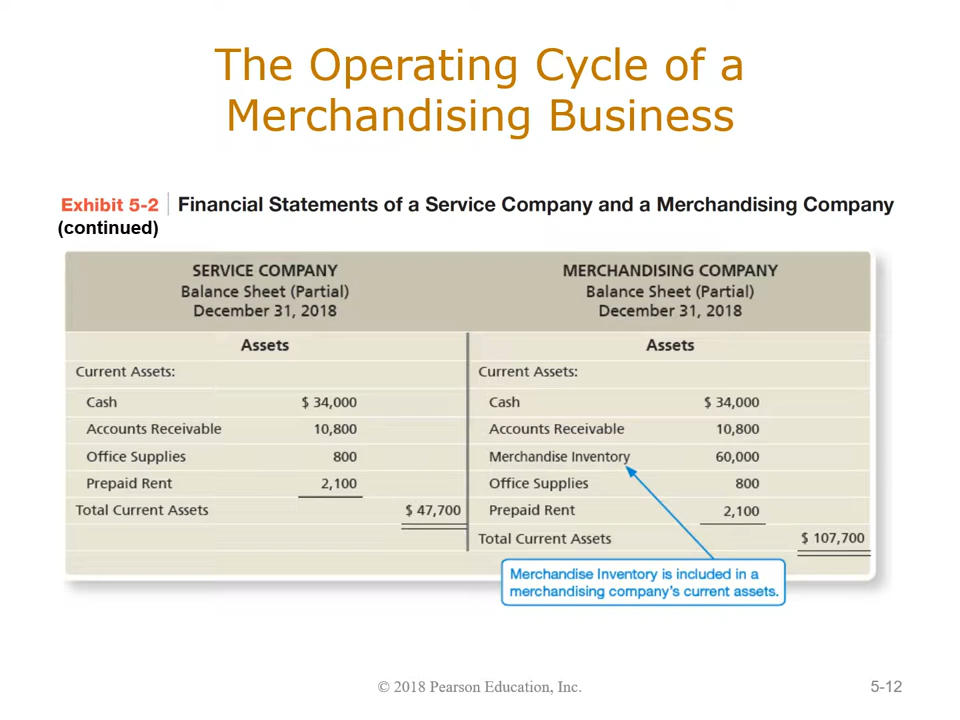 The Operating Cycle of a
Merchandising Business
Exhibit 5-2 Financial Statements of a Service Company and a Merchandising Company
(continued)
SERVICE COMPANY
Balance Sheet (Partial)
December 31, 2018
Assets
Current Assets:
Cash $ 34,000
Accounts Receivable 10,800
Office Supplies 800
Prepaid Rent 2,100
Total Current Assets $ 47,700
MERCHANDISING COMPANY
Balance Sheet (Partial)
December 31, 2018
Assets
Current Assets:
Cash $ 34,000
Accounts Receivable 10,800
Merchandise Inventory 60,000
Office Supplies 800
Prepaid Rent 2,100
Total Current Assets $ 107,700
Merchandise Inventory is included in a
merchandising company's current assets.
© 2018 Pearson Education, Inc.
5-12